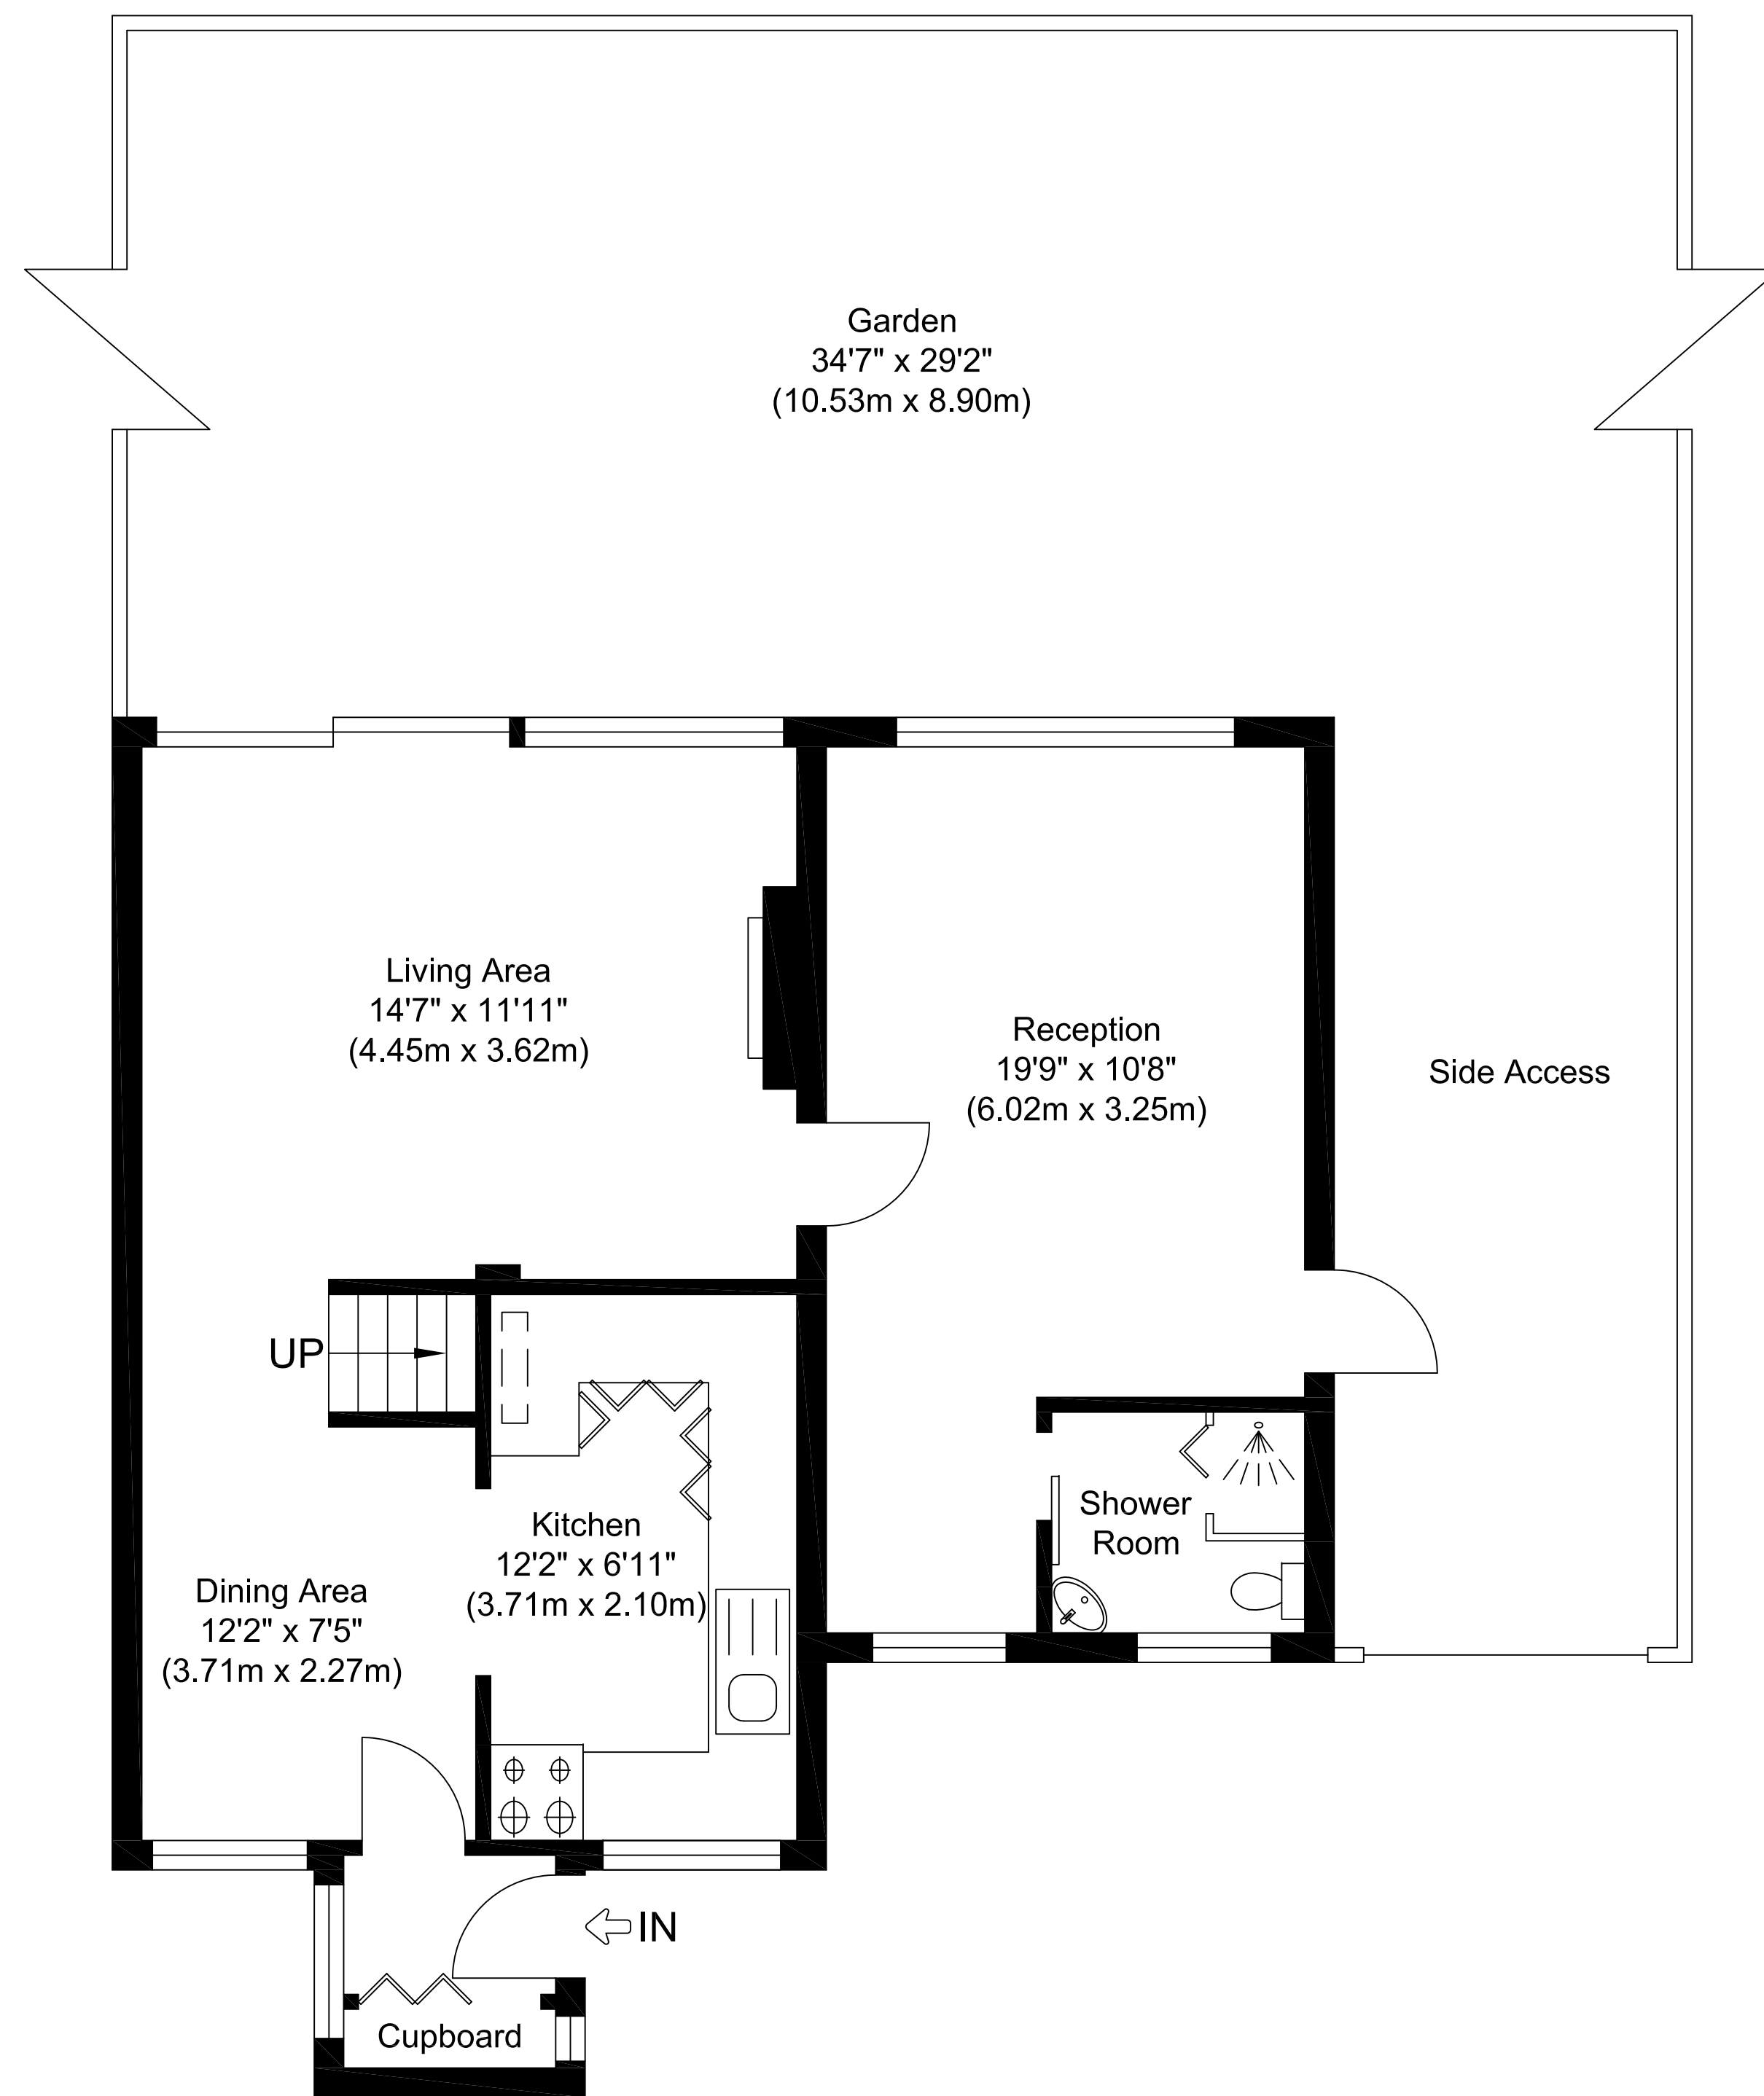 Garden
34'7" x 29'2"
(10.53m x 8.90m)
Living Area
14'7" x 11'11"
(4.45m x 3.62m)
Reception
19'9" x 10'8"
(6.02m x 3.25m)
Side Access
UP
Kitchen
12'2" x 6'11"
(3.71m x 2.10m)
Shower
Room
Dining Area
12'2" x 7'5"
(3.71m x 2.27m)
IN
Cupboard